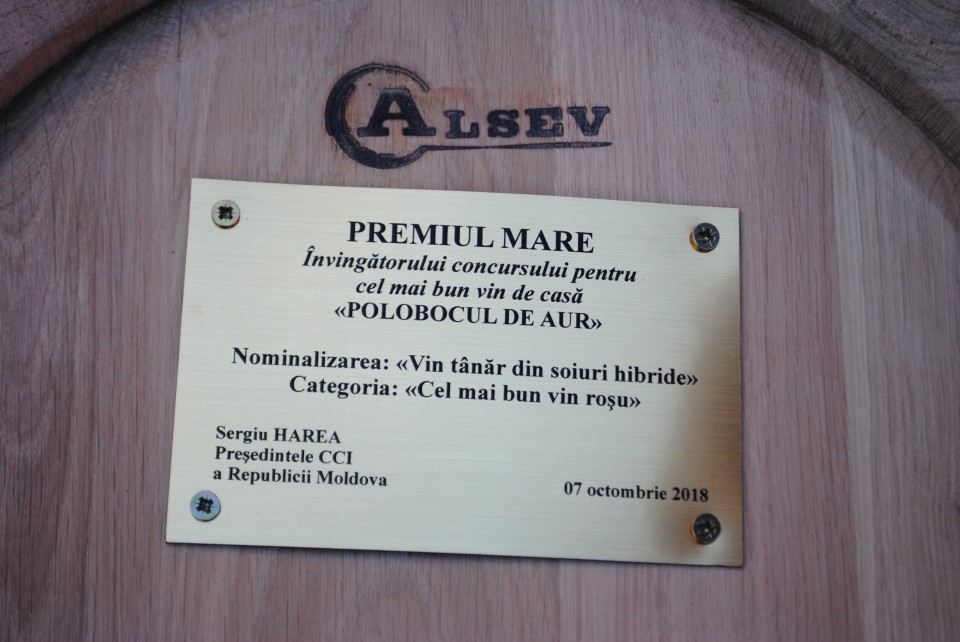 ALSEV
PREMIUL MARE
Învingătorului concursului pentru
cel mai bun vin de casă
«POLOBOCUL DE AUR»
Nominalizarea: «Vin tânăr din soiuri hibride»
Categoria: «Cel mai bun vin roşu»
Sergiu HAREA
Preşedintele CCI
a Republicii Moldova
07 octombrie 2018